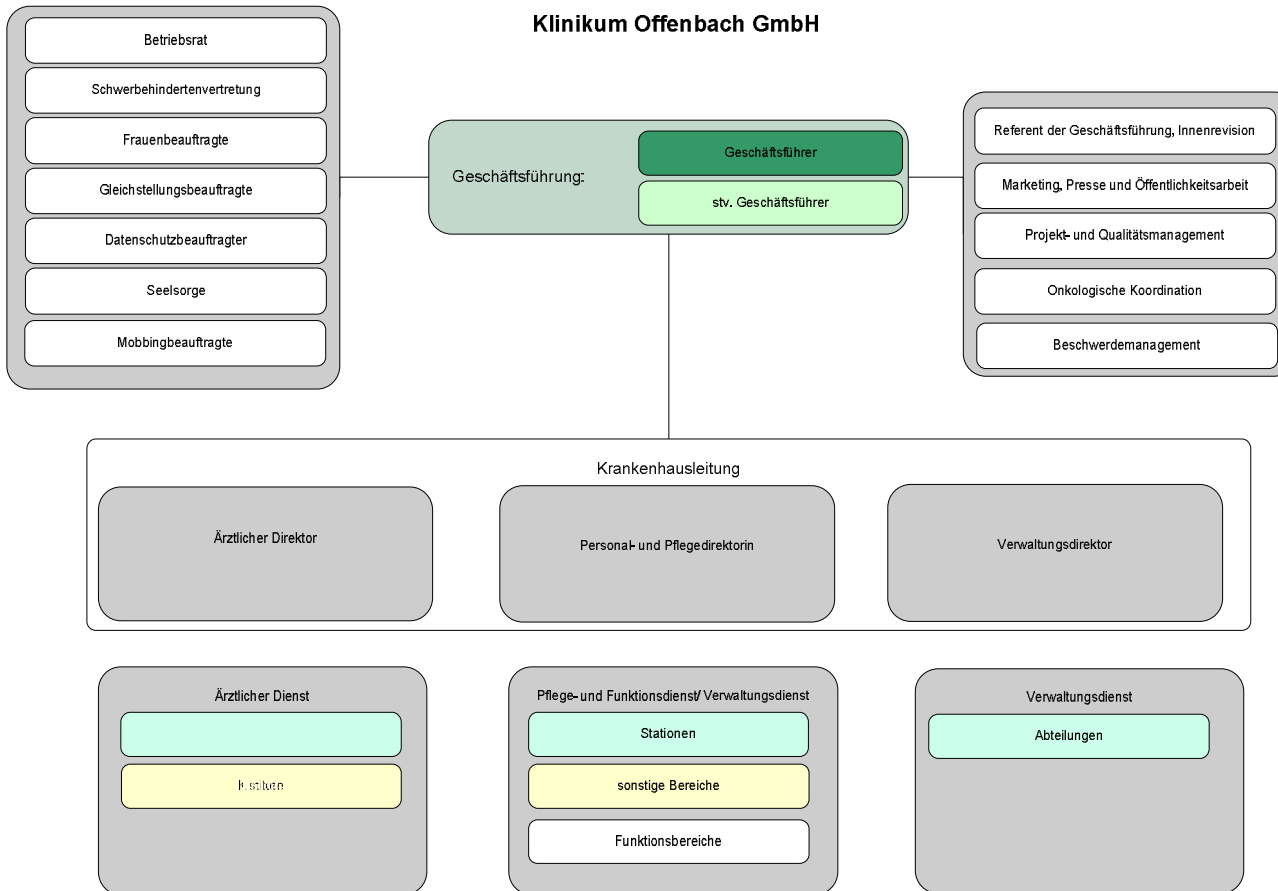 Klinikum Offenbach GmbH
Betriebsrat
Schwerbehindertenvertretung
Frauenbeauftragte
Gleichstellungsbeauftragte
Datenschutzbeauftragter
Seelsorge
Mobbingbeauftragte
Geschäftsführung:
Geschäftsführer
stv. Geschäftsführer
Referent der Geschäftsführung, Innenrevision
Marketing, Presse und Öffentlichkeitsarbeit
Projekt- und Qualitätsmanagement
Onkologische Koordination
Beschwerdemanagement
Krankenhausleitung
Ärztlicher Direktor
Personal- und Pflegedirektorin
Verwaltungsdirektor
Ärztlicher Dienst
Pflege- und Funktionsdienst/ Verwaltungsdienst
Stationen
sonstige Bereiche
Funktionsbereiche
Verwaltungsdienst
Abteilungen